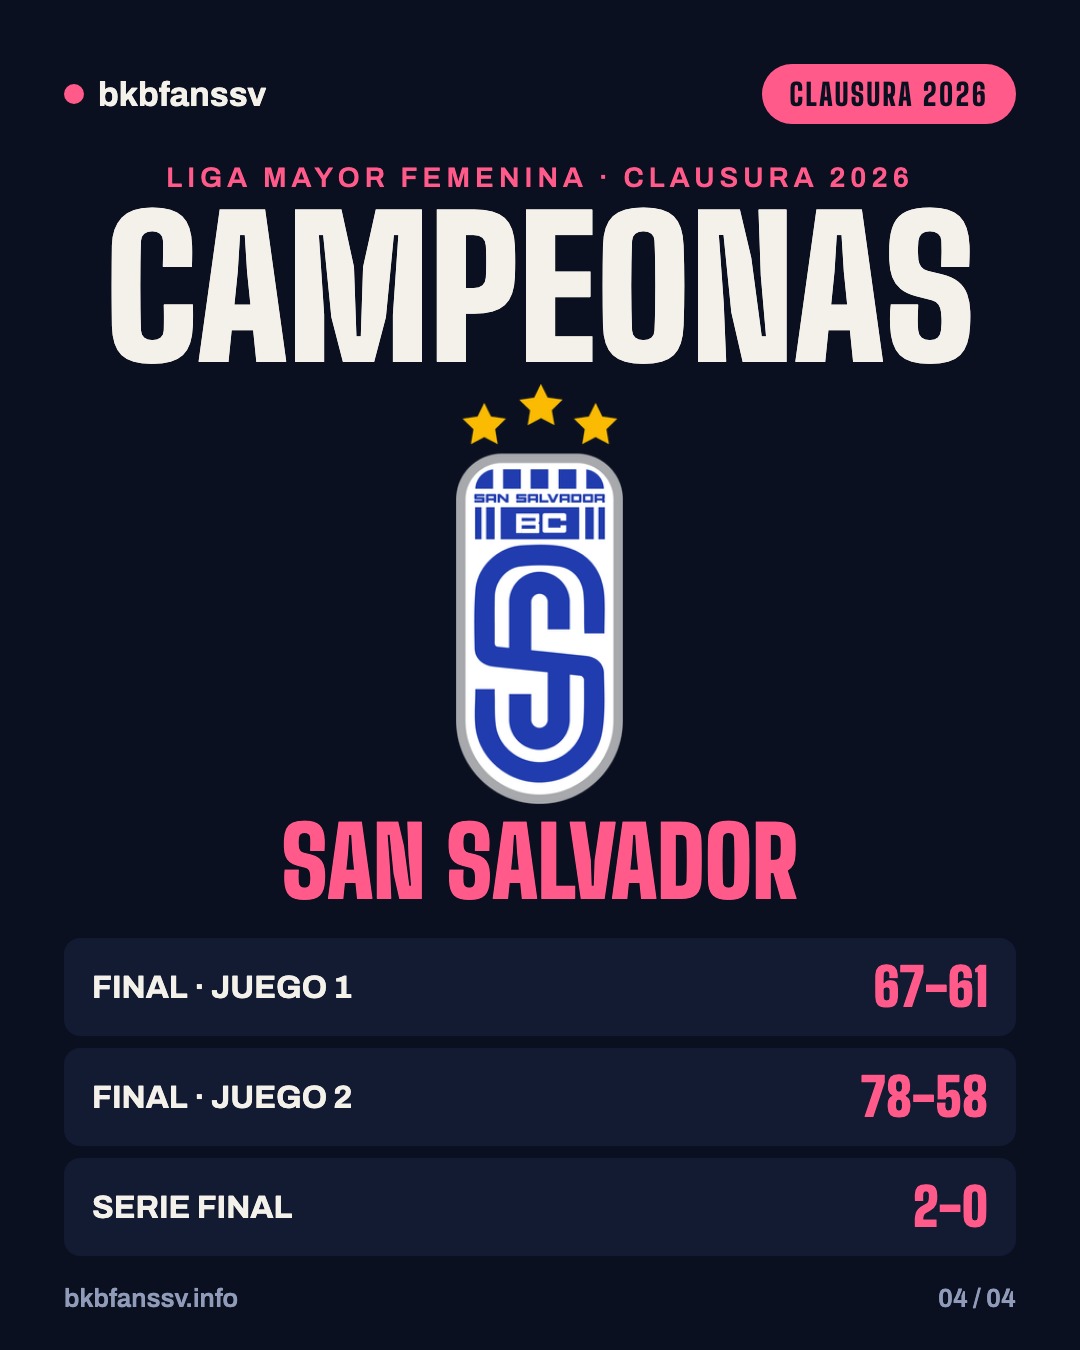 bkbfanssv
CLAUSURA 2026
LIGA MAYOR FEMENINA · CLAUSURA 2026
CAMPEONAS
SAN SALVADOR
BC
SAN SALVADOR
FINAL · JUEGO 1
67–61
FINAL · JUEGO 2
78–58
SERIE FINAL
2–0
bkbfanssv.info
04 / 04